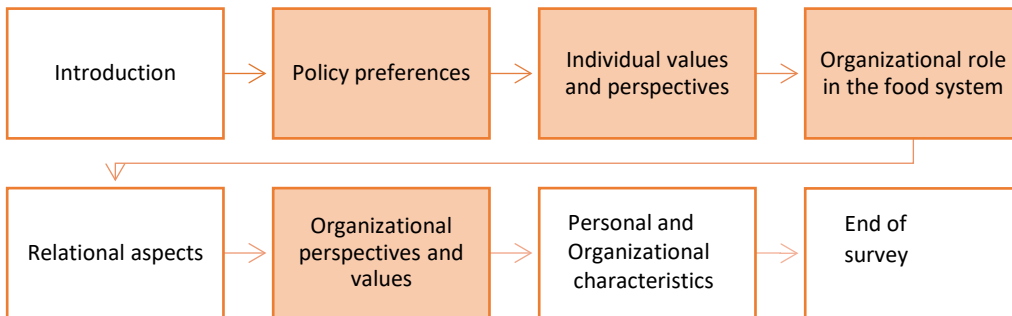 Introduction
Policy preferences
Individual values
and perspectives
Organizational role
in the food system
Relational aspects
Organizational
perspectives and
values
Personal and
Organizational
characteristics
End of
survey